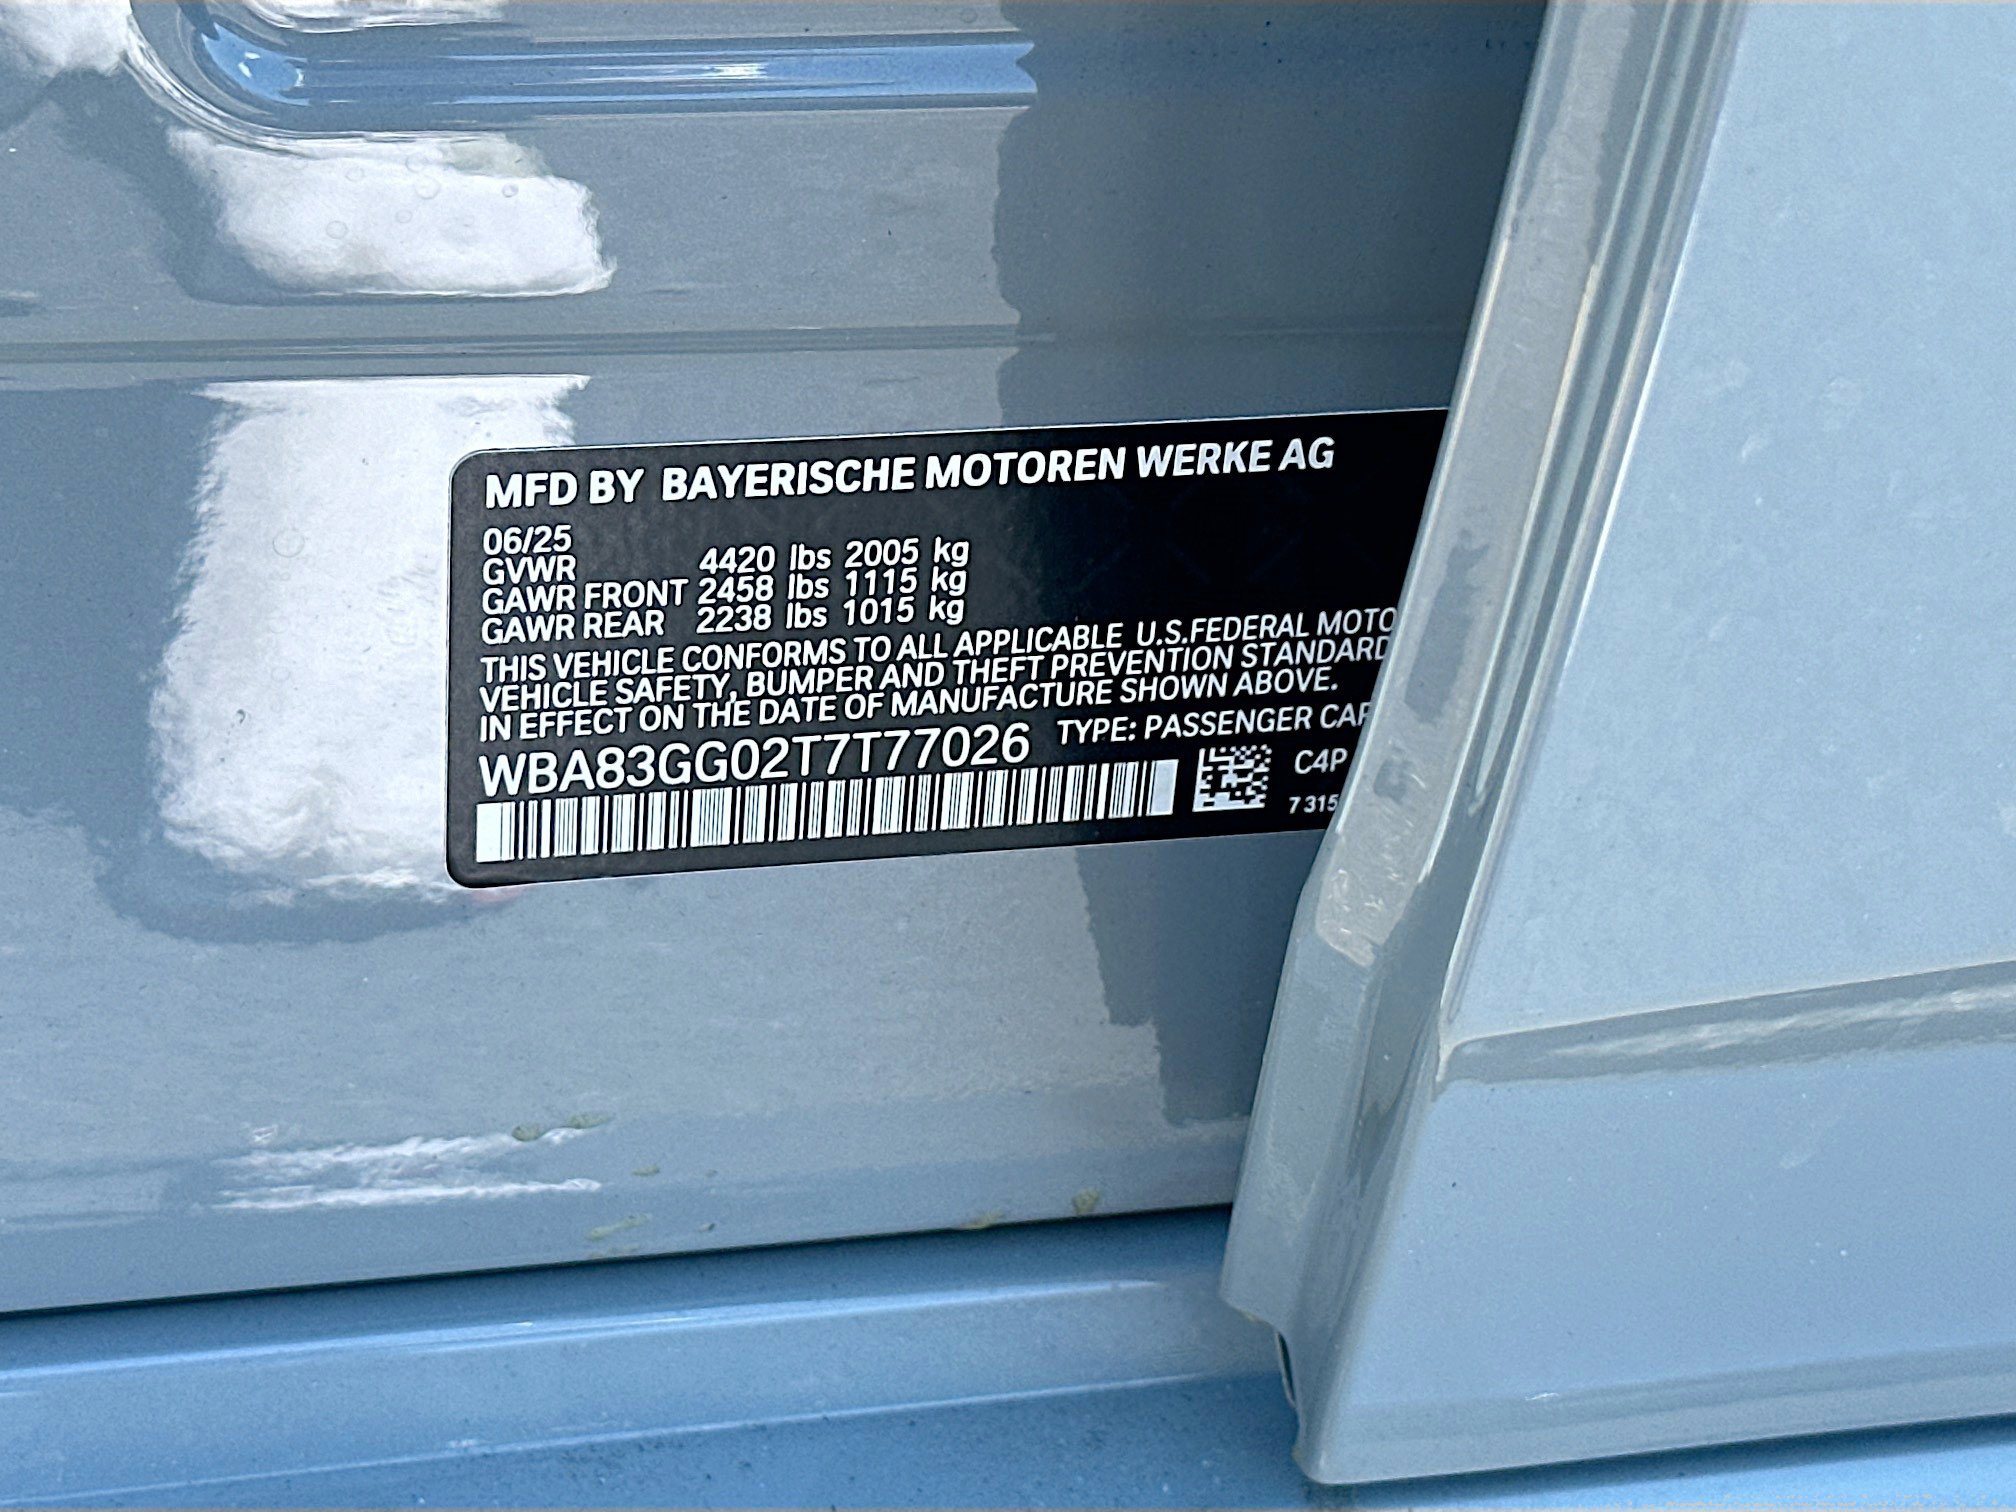 MFD BY BAYERISCHE MOTOREN WERKE AG
06/25
GVWR 4420 lbs 2005 kg
GAWR FRONT 2458 lbs 1115 kg
GAWR REAR 2238 lbs 1015 kg
THIS VEHICLE CONFORMS TO ALL APPLICABLE U.S.FEDERAL MOTO
VEHICLE SAFETY, BUMPER AND THEFT PREVENTION STANDARD
IN EFFECT ON THE DATE OF MANUFACTURE SHOWN ABOVE.
WBA83GG02T7T77026 TYPE: PASSENGER CAR
C4P
7 315